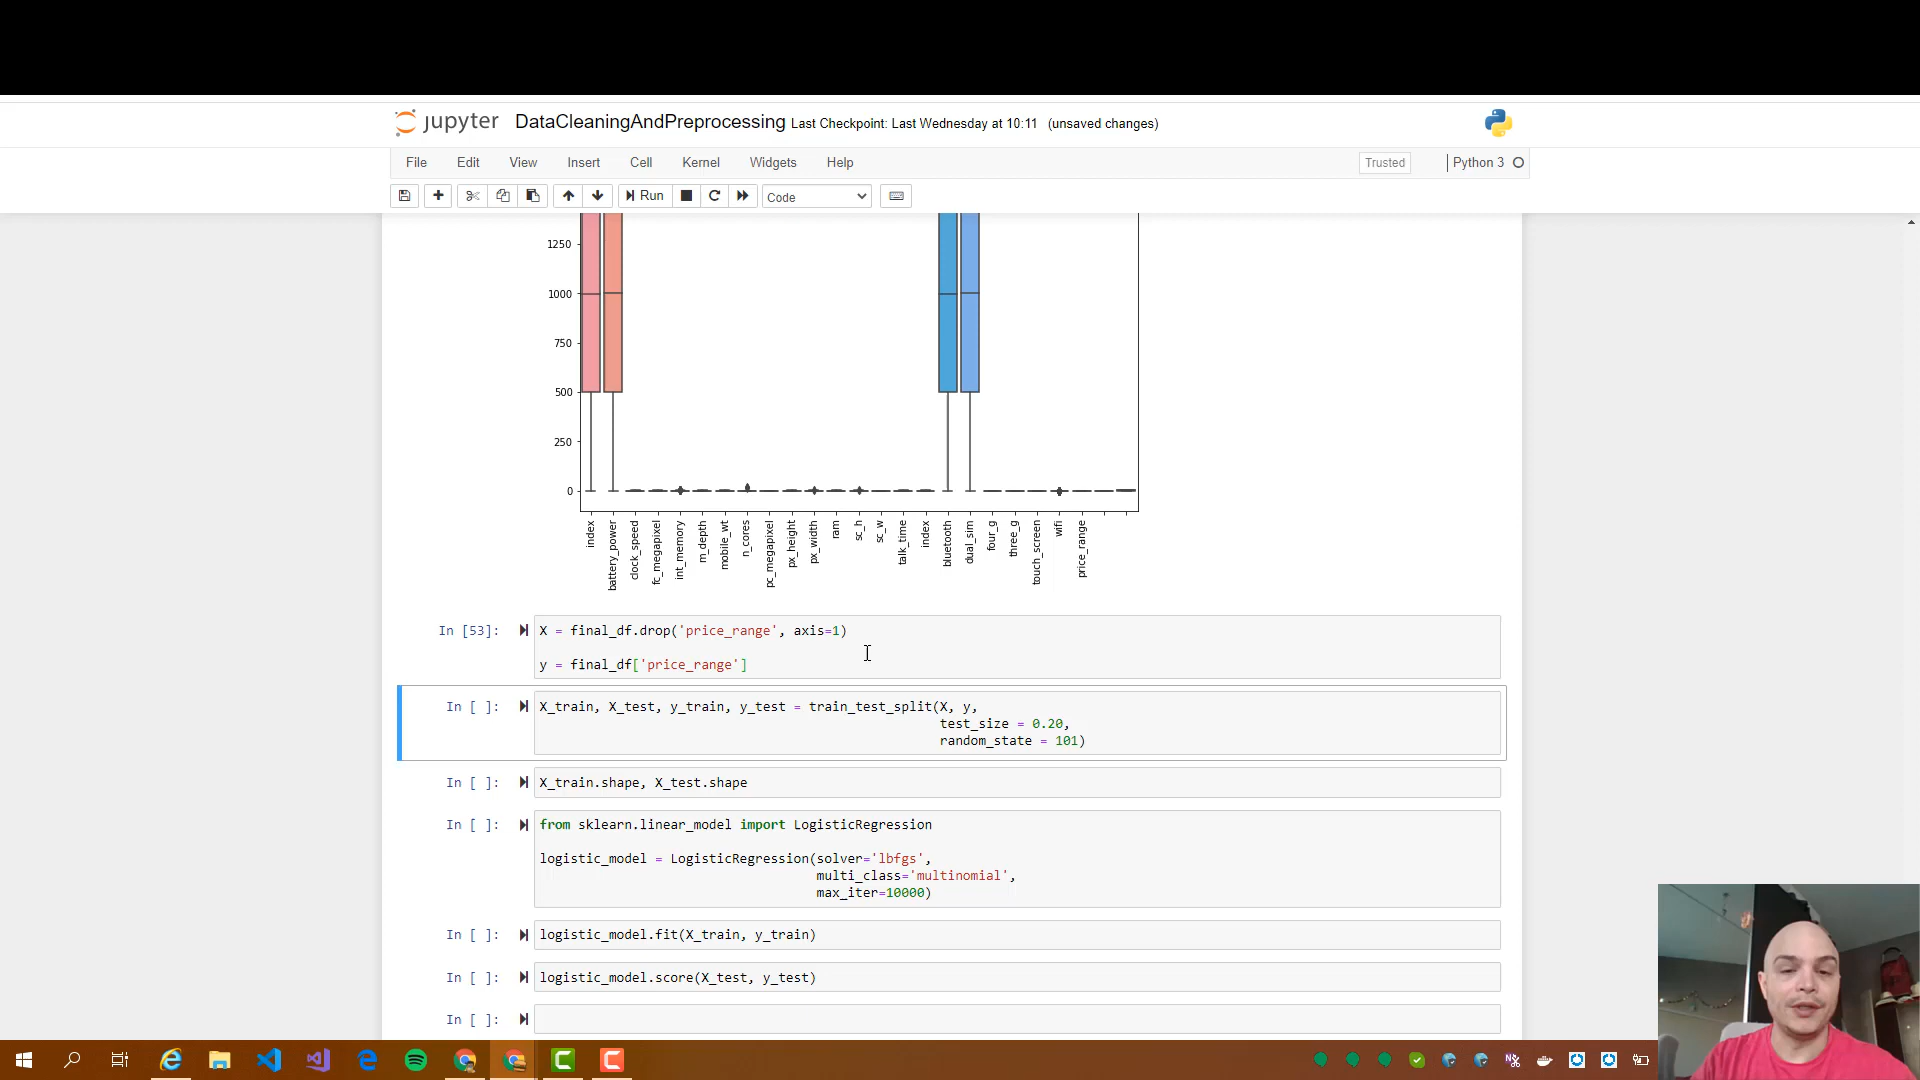 jupyter DataCleaningAndPreprocessing Last Checkpoint: Last Wednesday at 10:11 (unsaved changes)
File Edit View Insert Cell Kernel Widgets Help Trusted Python 3
Run Code
1250
1000
750
500
250
0
index battery_power clock_speed fc_megapixel int_memory m_depth mobile_wt n_cores pc_megapixel px_height px_width ram sc_h sc_w talk_time index bluetooth dual_sim four_g three_g touch_screen wifi price_range
In [53]: X = final_df.drop('price_range', axis=1)
y = final_df['price_range']
In [ ]: X_train, X_test, y_train, y_test = train_test_split(X, y,
test_size = 0.20,
random_state = 101)
In [ ]: X_train.shape, X_test.shape
In [ ]: from sklearn.linear_model import LogisticRegression
logistic_model = LogisticRegression(solver='lbfgs',
multi_class='multinomial',
max_iter=10000)
In [ ]: logistic_model.fit(X_train, y_train)
In [ ]: logistic_model.score(X_test, y_test)
In [ ]: